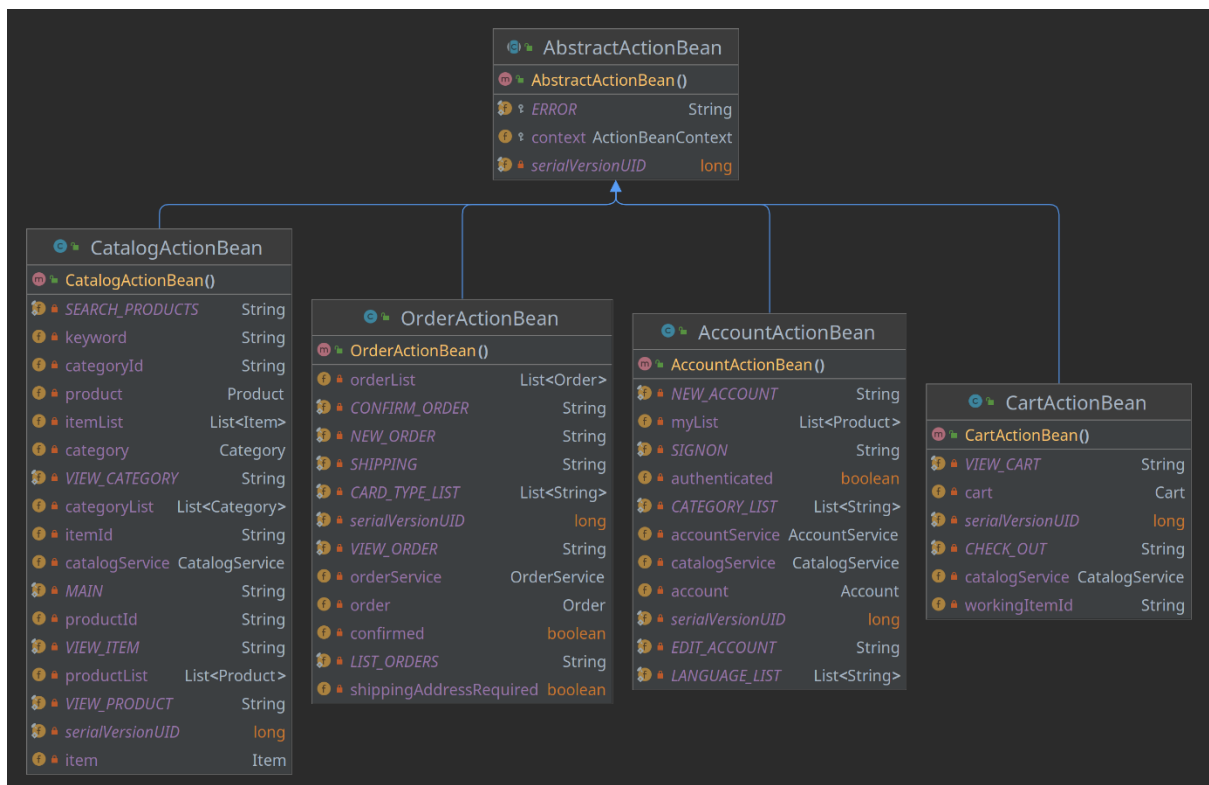 AbstractActionBean
AbstractActionBean()
ERROR String
context ActionBeanContext
serialVersionUID long
CatalogActionBean
CatalogActionBean()
SEARCH_PRODUCTS String
keyword String
categoryId String
product Product
itemList List<Item>
category Category
VIEW_CATEGORY String
categoryList List<Category>
itemId String
catalogService CatalogService
MAIN String
productId String
VIEW_ITEM String
productList List<Product>
VIEW_PRODUCT String
serialVersionUID long
item Item
OrderActionBean
OrderActionBean()
orderList List<Order>
CONFIRM_ORDER String
NEW_ORDER String
SHIPPING String
CARD_TYPE_LIST List<String>
serialVersionUID long
VIEW_ORDER String
orderService OrderService
order Order
confirmed boolean
LIST_ORDERS String
shippingAddressRequired boolean
AccountActionBean
AccountActionBean()
NEW_ACCOUNT String
myList List<Product>
SIGNON String
authenticated boolean
CATEGORY_LIST List<String>
accountService AccountService
catalogService CatalogService
account Account
serialVersionUID long
EDIT_ACCOUNT String
LANGUAGE_LIST List<String>
CartActionBean
CartActionBean()
VIEW_CART String
cart Cart
serialVersionUID long
CHECK_OUT String
catalogService CatalogService
workingItemId String